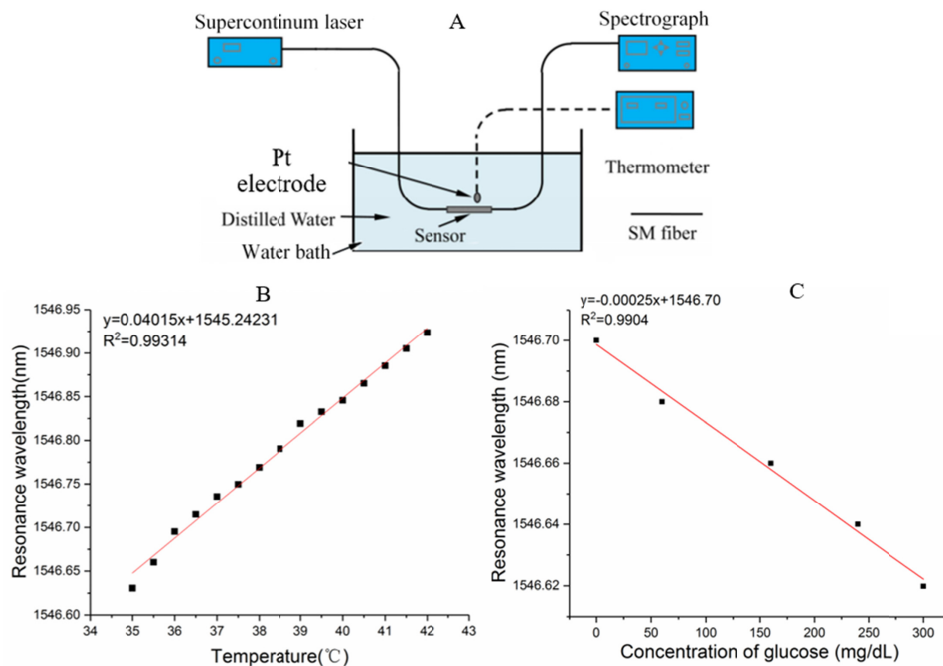 Supercontinum laser
A
Spectrograph
Pt
electrode
Thermometer
Distilled Water
Sensor
Water bath
SM fiber
B
y=0.04015x+1545.24231
R²=0.99314
Resonance wavelength(nm)
1546.95
1546.90
1546.85
1546.80
1546.75
1546.70
1546.65
1546.60
34 35 36 37 38 39 40 41 42 43
Temperature(℃)
C
y=-0.00025x+1546.70
R²=0.9904
Resonance wavelength (nm)
1546.70
1546.68
1546.66
1546.64
1546.62
0 50 100 150 200 250 300
Concentration of glucose (mg/dL)